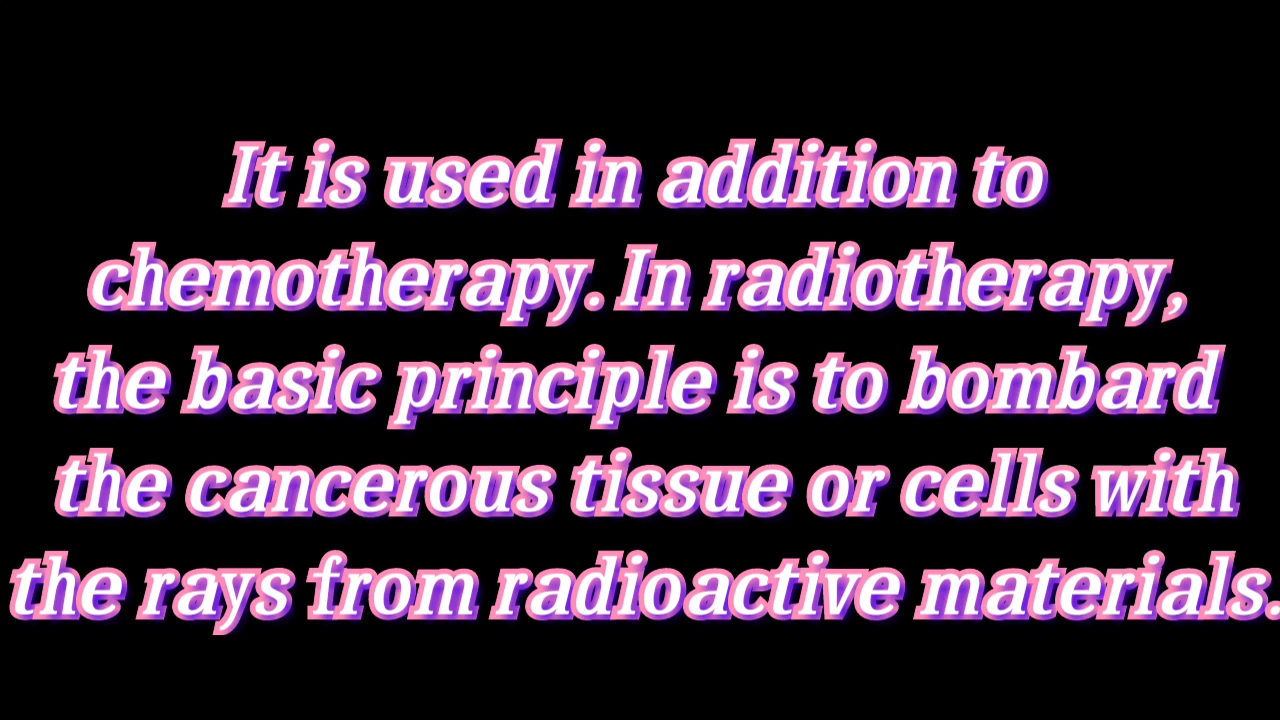 It is used in addition to
chemotherapy. In radiotherapy,
the basic principle is to bombard
the cancerous tissue or cells with
the rays from radioactive materials.